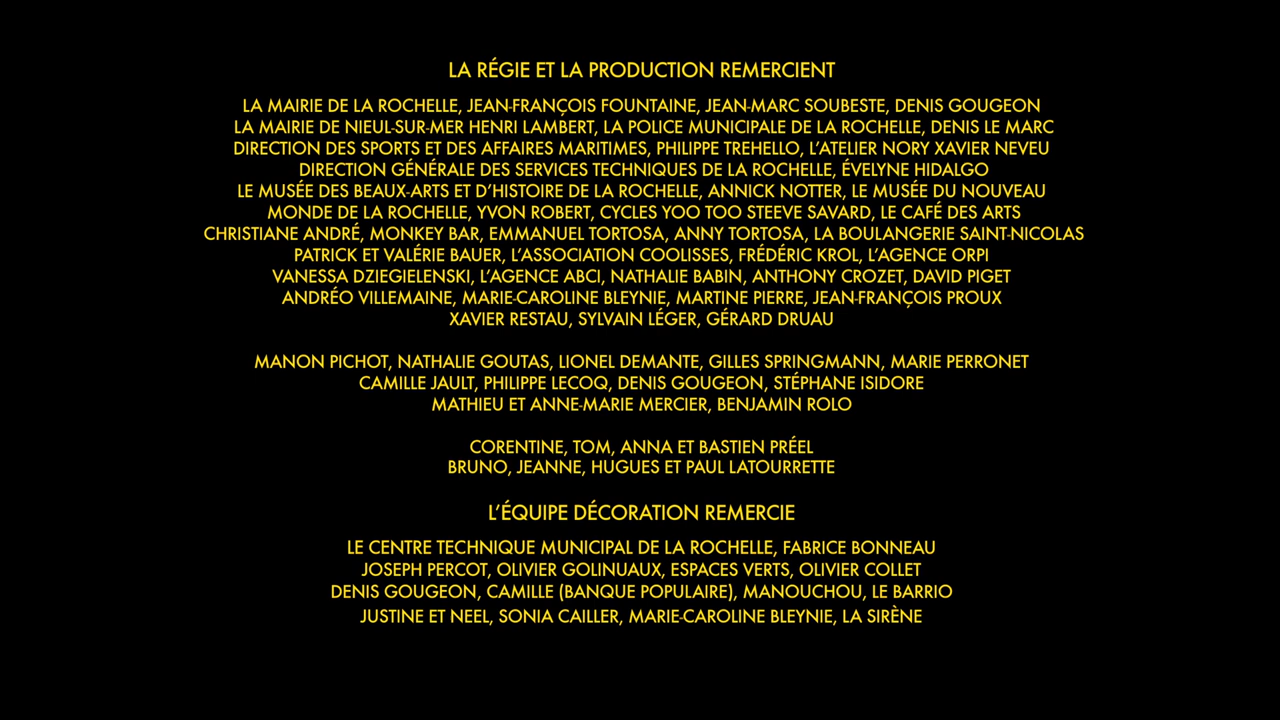 LA RÉGIE ET LA PRODUCTION REMERCIENT
LA MAIRIE DE LA ROCHELLE, JEAN-FRANÇOIS FOUNTAINE, JEAN-MARC SOUBESTE, DENIS GOUGEON
LA MAIRIE DE NIEUL-SUR-MER HENRI LAMBERT, LA POLICE MUNICIPALE DE LA ROCHELLE, DENIS LE MARC
DIRECTION DES SPORTS ET DES AFFAIRES MARITIMES, PHILIPPE TREHELLO, L'ATELIER NORY XAVIER NEVEU
DIRECTION GÉNÉRALE DES SERVICES TECHNIQUES DE LA ROCHELLE, ÉVELYNE HIDALGO
LE MUSÉE DES BEAUX-ARTS ET D'HISTOIRE DE LA ROCHELLE, ANNICK NOTTER, LE MUSÉE DU NOUVEAU
MONDE DE LA ROCHELLE, YVON ROBERT, CYCLES YOO TOO STEEVE SAVARD, LE CAFÉ DES ARTS
CHRISTIANE ANDRÉ, MONKEY BAR, EMMANUEL TORTOSA, ANNY TORTOSA, LA BOULANGERIE SAINT-NICOLAS
PATRICK ET VALÉRIE BAUER, L'ASSOCIATION COOLISSES, FRÉDÉRIC KROL, L'AGENCE ORPI
VANESSA DZIEGIELENSKI, L'AGENCE ABCI, NATHALIE BABIN, ANTHONY CROZET, DAVID PIGET
ANDRÉO VILLEMAINE, MARIE-CAROLINE BLEYNIE, MARTINE PIERRE, JEAN-FRANÇOIS PROUX
XAVIER RESTAU, SYLVAIN LÉGER, GÉRARD DRUAU
MANON PICHOT, NATHALIE GOUTAS, LIONEL DEMANTE, GILLES SPRINGMANN, MARIE PERRONET
CAMILLE JAULT, PHILIPPE LECOQ, DENIS GOUGEON, STÉPHANE ISIDORE
MATHIEU ET ANNE-MARIE MERCIER, BENJAMIN ROLO
CORENTINE, TOM, ANNA ET BASTIEN PRÉEL
BRUNO, JEANNE, HUGUES ET PAUL LATOURRETTE
L'ÉQUIPE DÉCORATION REMERCIE
LE CENTRE TECHNIQUE MUNICIPAL DE LA ROCHELLE, FABRICE BONNEAU
JOSEPH PERCOT, OLIVIER GOLINUAUX, ESPACES VERTS, OLIVIER COLLET
DENIS GOUGEON, CAMILLE (BANQUE POPULAIRE), MANOUCHOU, LE BARRIO
JUSTINE ET NEEL, SONIA CAILLER, MARIE-CAROLINE BLEYNIE, LA SIRÈNE